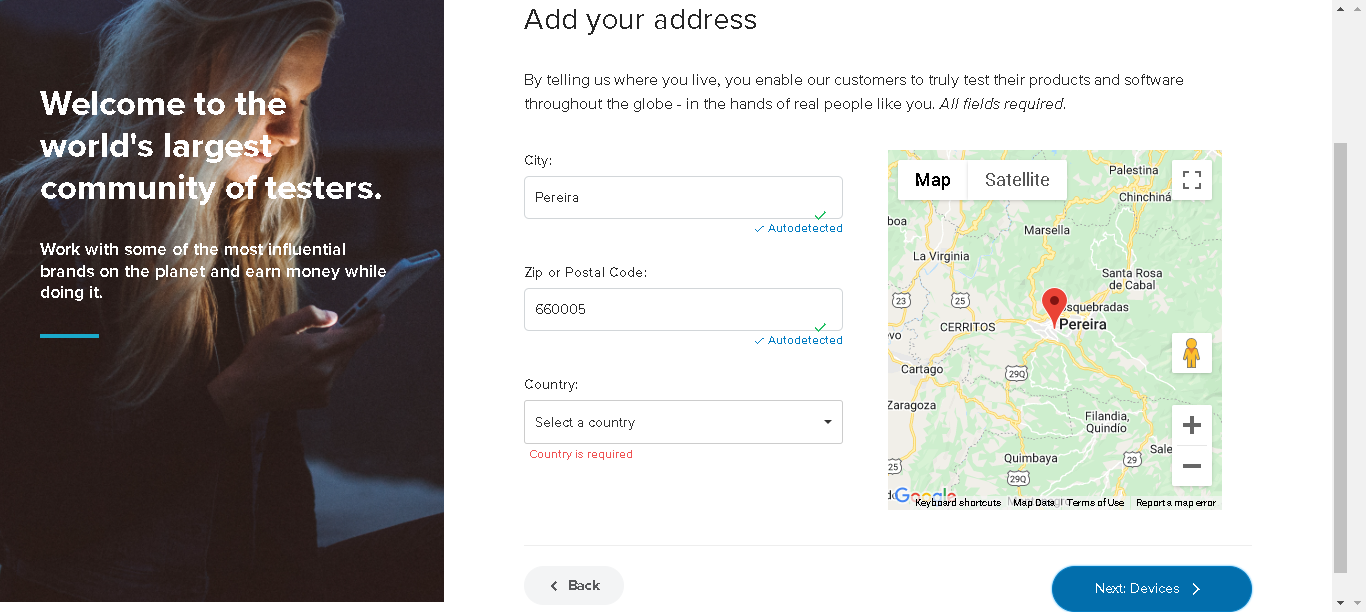 Add your address
Welcome to the
world's largest
community of testers.
Work with some of the most influential
brands on the planet and earn money while
doing it.
By telling us where you live, you enable our customers to truly test their products and software
throughout the globe - in the hands of real people like you. All fields required.
City:
Pereira
✓ Autodetected
Zip or Postal Code:
660005
✓ Autodetected
Country:
Select a country
Country is required
Map Satellite
Palestina
Chinchiná
boa
Marsella
La Virginia
Santa Rosa
de Cabal
23
25
osquebradas
CERRITOS
Pereira
vo
29Q
Cartago
Zaragoza
Filandia,
Quindío
Sale
29
Quimbaya
25
29Q
Google
Keyboard shortcuts Map Data Terms of Use Report a map error
Back
Next: Devices